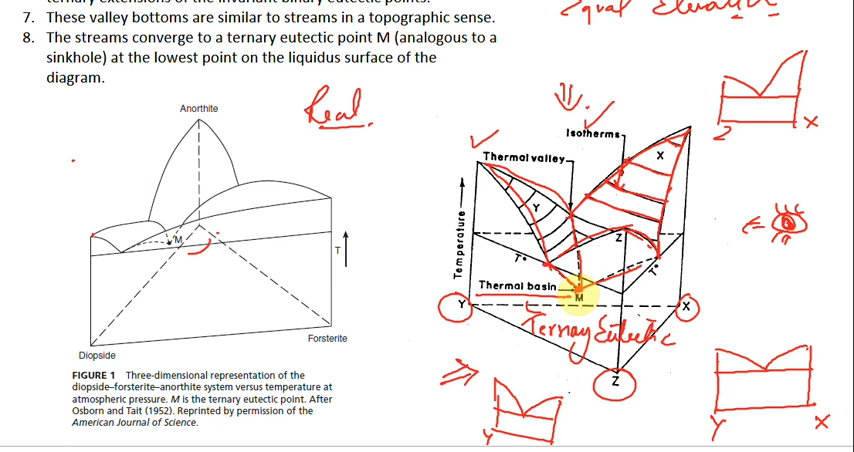 7. These valley bottoms are similar to streams in a topographic sense.
8. The streams converge to a ternary eutectic point M (analogous to a
sinkhole) at the lowest point on the liquidus surface of the
diagram.
Equal Elevation
Anorthite
Real.
M
T
Forsterite
Diopside
FIGURE 1 Three-dimensional representation of the
diopside–forsterite–anorthite system versus temperature at
atmospheric pressure. M is the ternary eutectic point. After
Osborn and Tait (1952). Reprinted by permission of the
American Journal of Science.
Isotherms
Thermal valley
X
Y
Z
Temperature
T
T
Thermal basin
M
Y
X
Ternay Eutectic
Z
Z
X
Y
Y
X